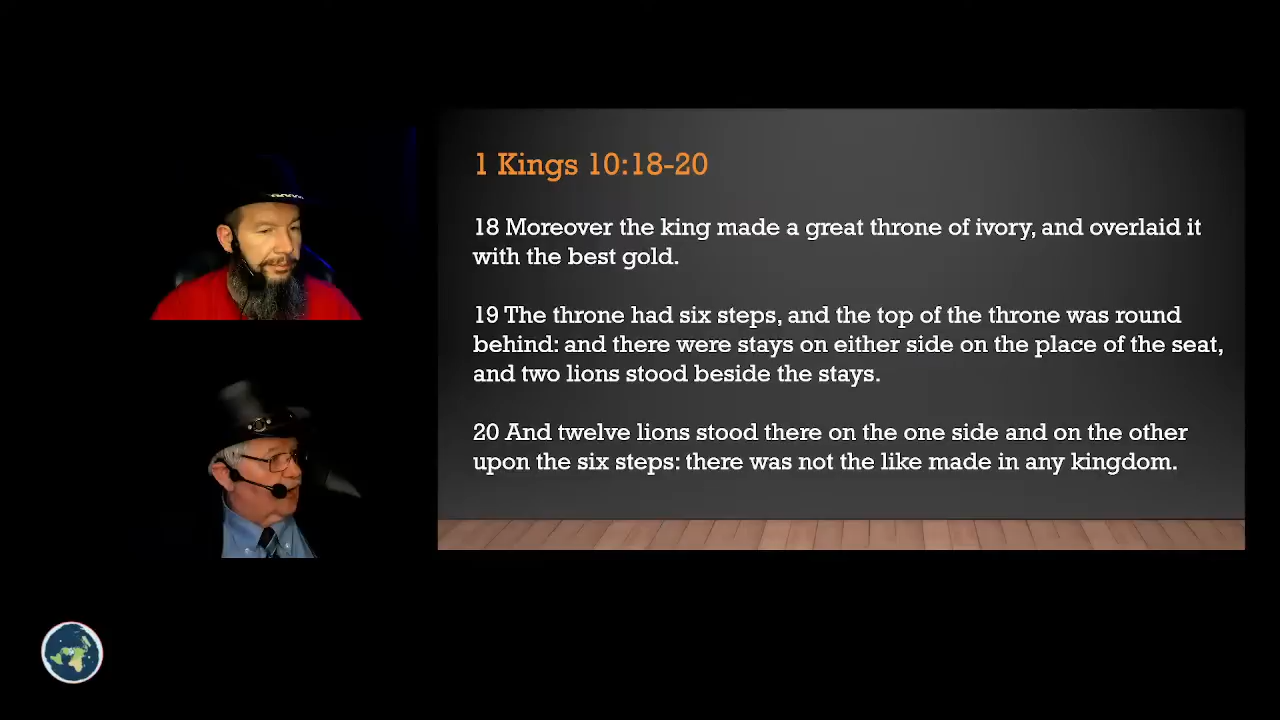 1 Kings 10:18-20
18 Moreover the king made a great throne of ivory, and overlaid it
with the best gold.
19 The throne had six steps, and the top of the throne was round
behind: and there were stays on either side on the place of the seat,
and two lions stood beside the stays.
20 And twelve lions stood there on the one side and on the other
upon the six steps: there was not the like made in any kingdom.